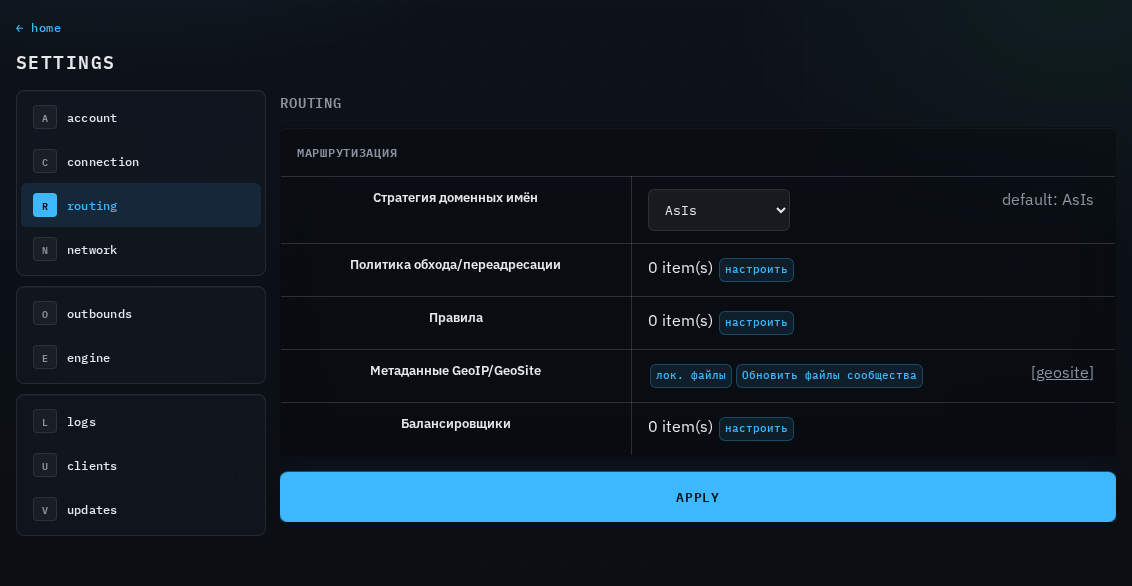 ← home
SETTINGS
A account
C connection
R routing
N network
O outbounds
E engine
L logs
U clients
V updates
ROUTING
МАРШРУТИЗАЦИЯ
Стратегия доменных имён AsIs default: AsIs
Политика обхода/переадресации 0 item(s) настроить
Правила 0 item(s) настроить
Метаданные GeoIP/GeoSite лок. файлы Обновить файлы сообщества [geosite]
Балансировщики 0 item(s) настроить
APPLY